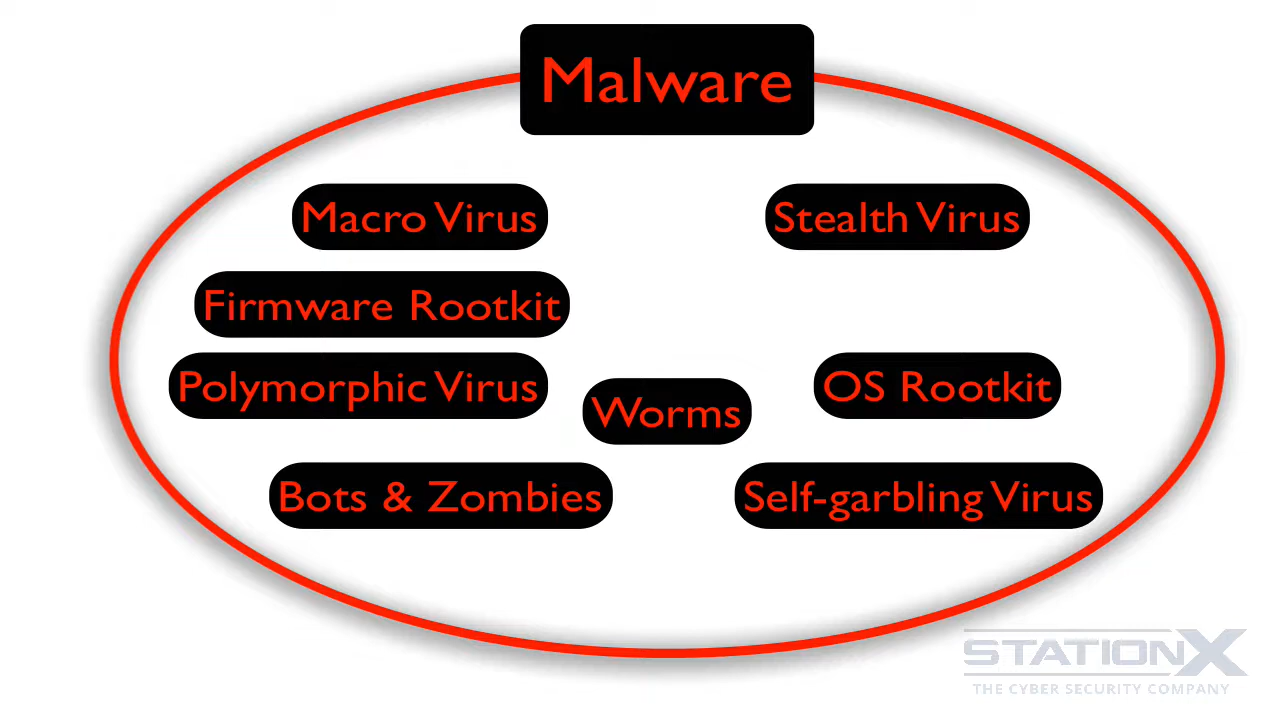 Malware
Macro Virus
Stealth Virus
Firmware Rootkit
Polymorphic Virus
OS Rootkit
Worms
Bots & Zombies
Self-garbling Virus
STATIONX
THE CYBER SECURITY COMPANY